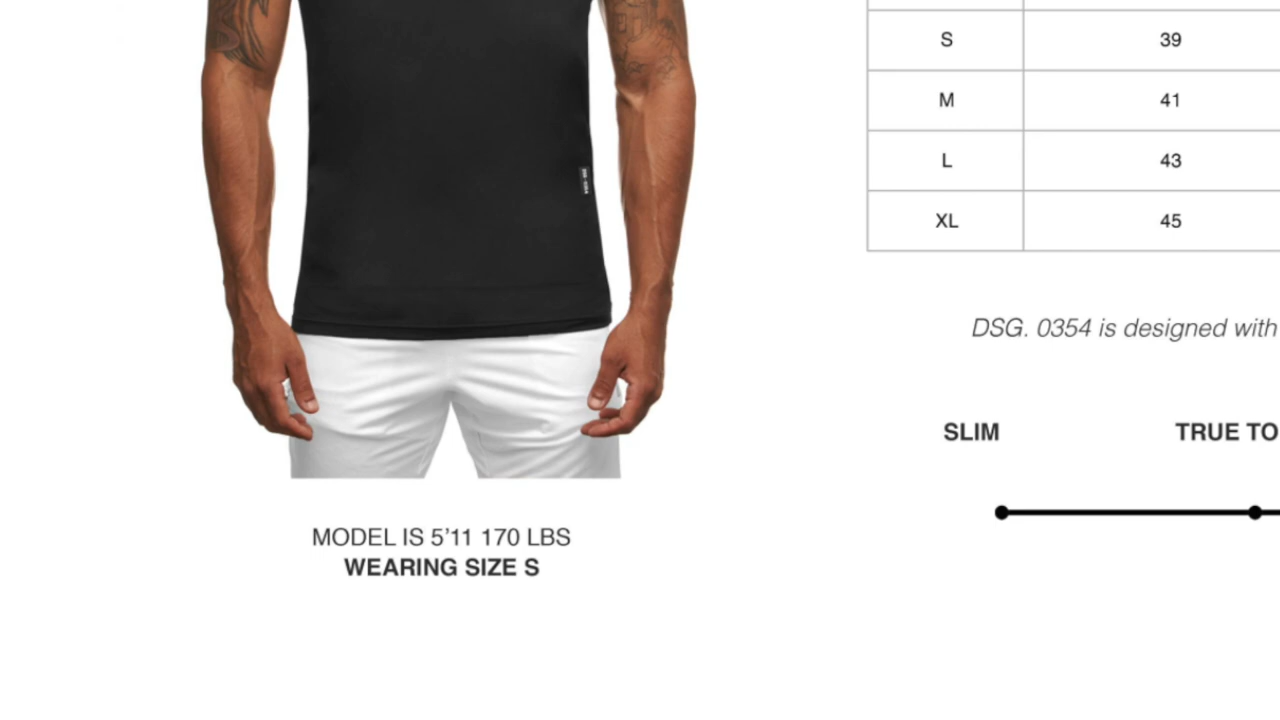 S 39
M 41
L 43
XL 45
DSG. 0354 is designed with
SLIM TRUE TO
MODEL IS 5’11 170 LBS
WEARING SIZE S